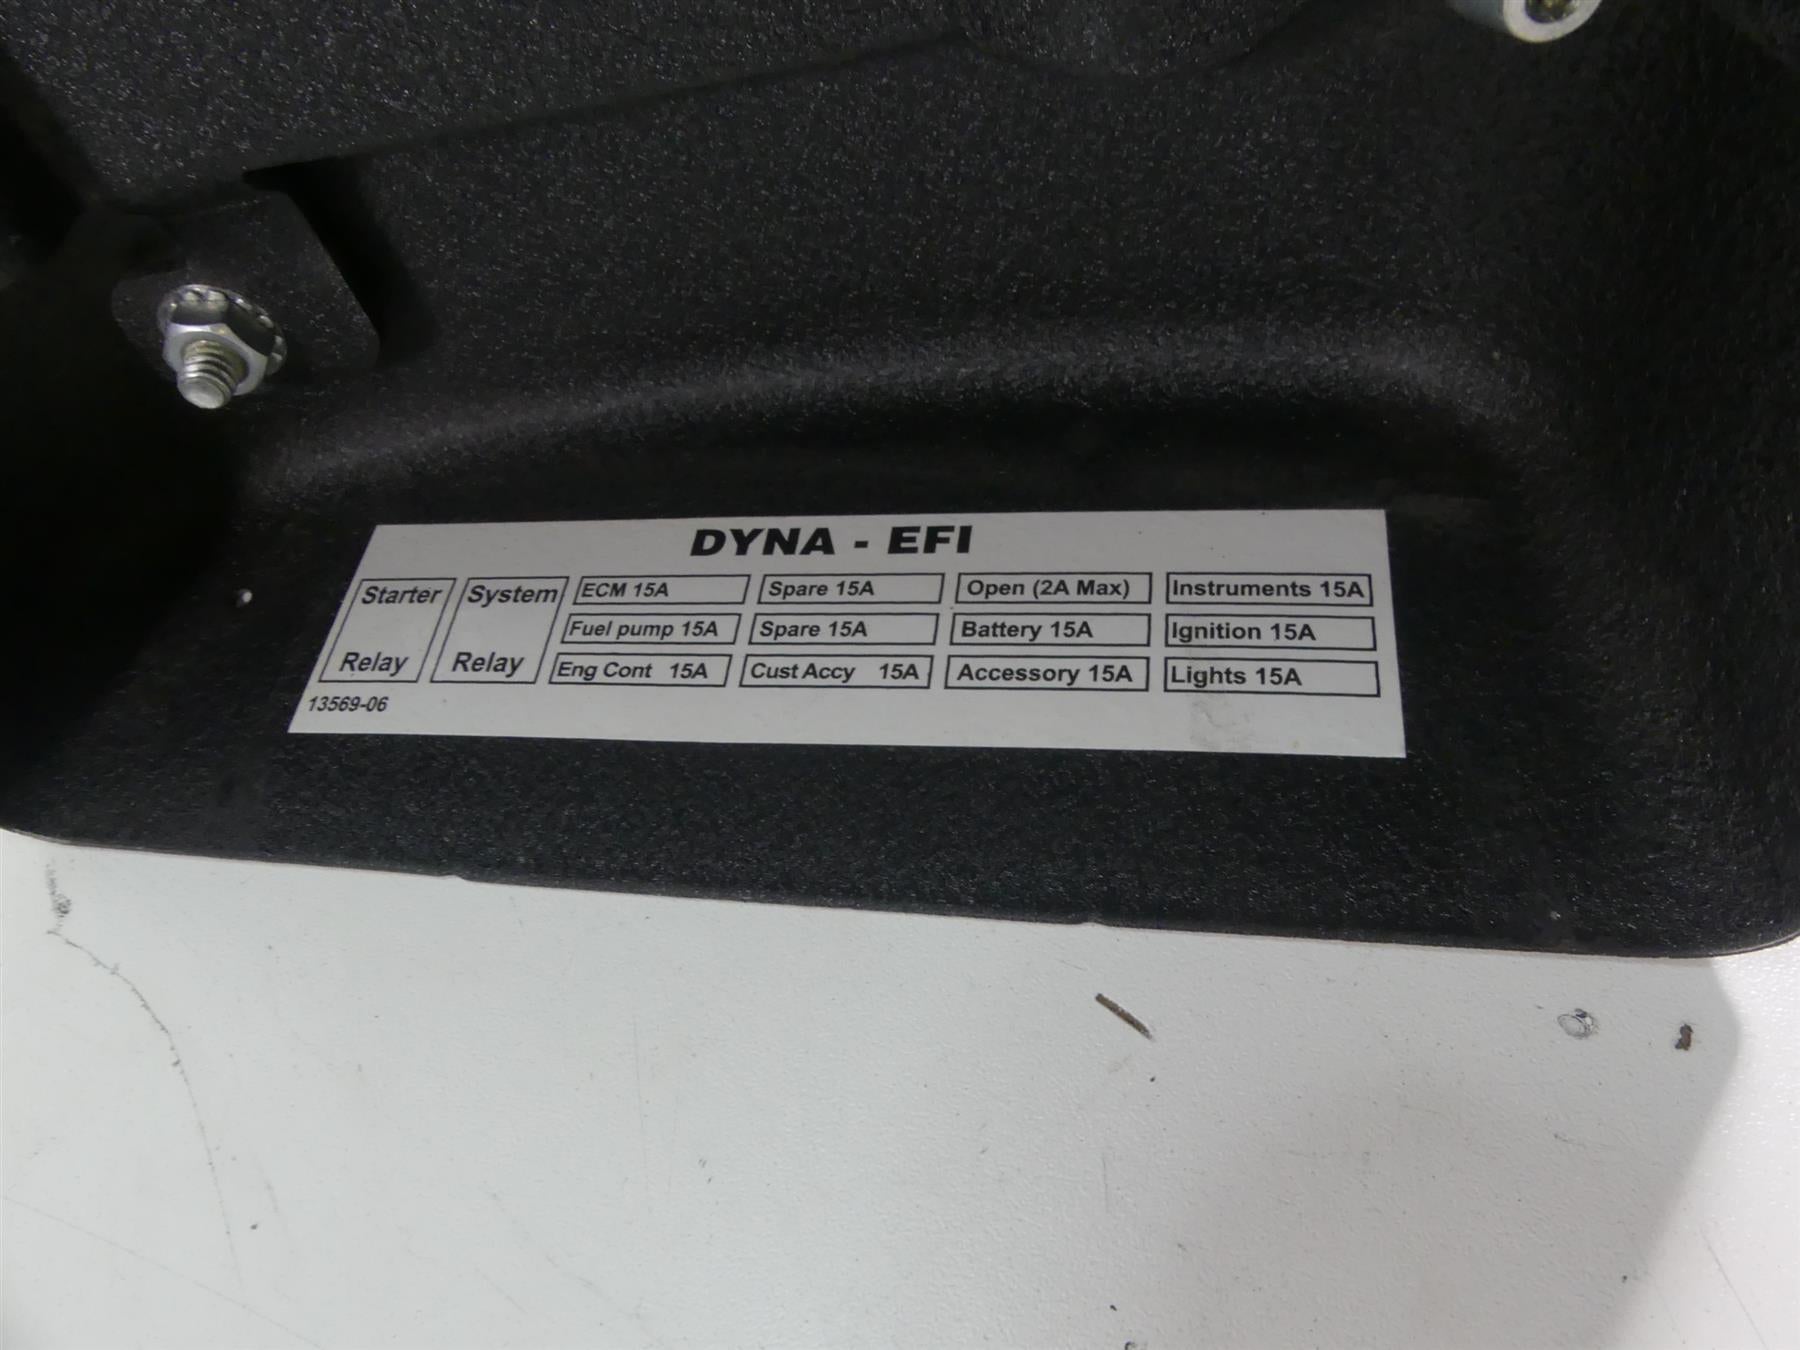 DYNA - EFI
Starter Relay
System Relay
ECM 15A Spare 15A Open (2A Max) Instruments 15A
Fuel pump 15A Spare 15A Battery 15A Ignition 15A
Eng Cont 15A Cust Accy 15A Accessory 15A Lights 15A
13569-06